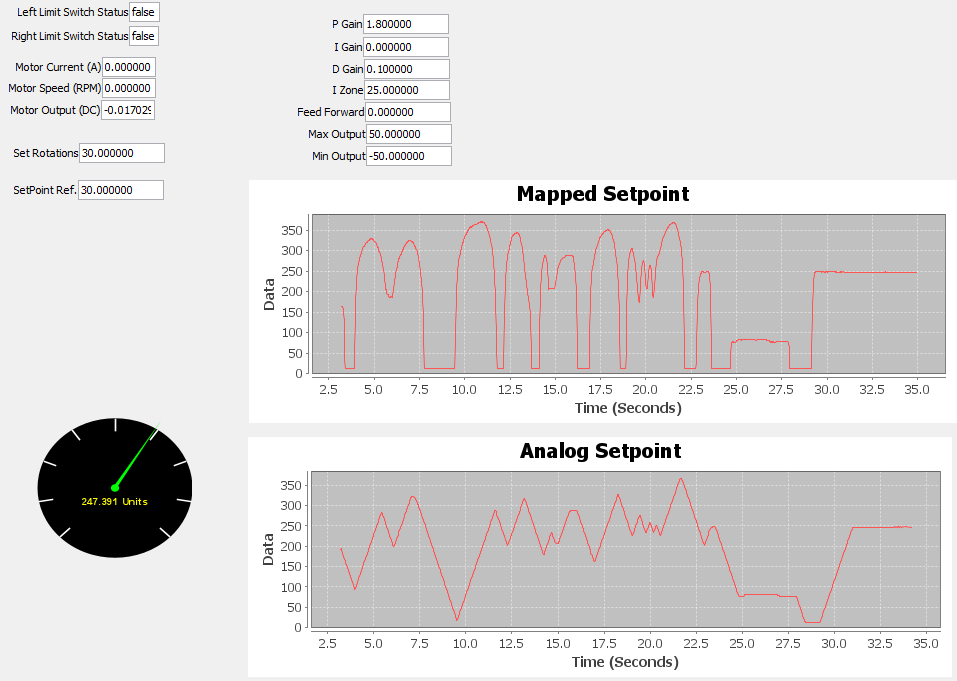 Left Limit Switch Status false
Right Limit Switch Status false
Motor Current (A) 0.000000
Motor Speed (RPM) 0.000000
Motor Output (DC) -0.017029
Set Rotations 30.000000
SetPoint Ref. 30.000000
P Gain 1.800000
I Gain 0.000000
D Gain 0.100000
I Zone 25.000000
Feed Forward 0.000000
Max Output 50.000000
Min Output -50.000000
Mapped Setpoint
350
300
250
200
150
100
50
0
Data
2.5 5.0 7.5 10.0 12.5 15.0 17.5 20.0 22.5 25.0 27.5 30.0 32.5 35.0
Time (Seconds)
247.391 Units
Analog Setpoint
350
300
250
200
150
100
50
0
Data
2.5 5.0 7.5 10.0 12.5 15.0 17.5 20.0 22.5 25.0 27.5 30.0 32.5 35.0
Time (Seconds)